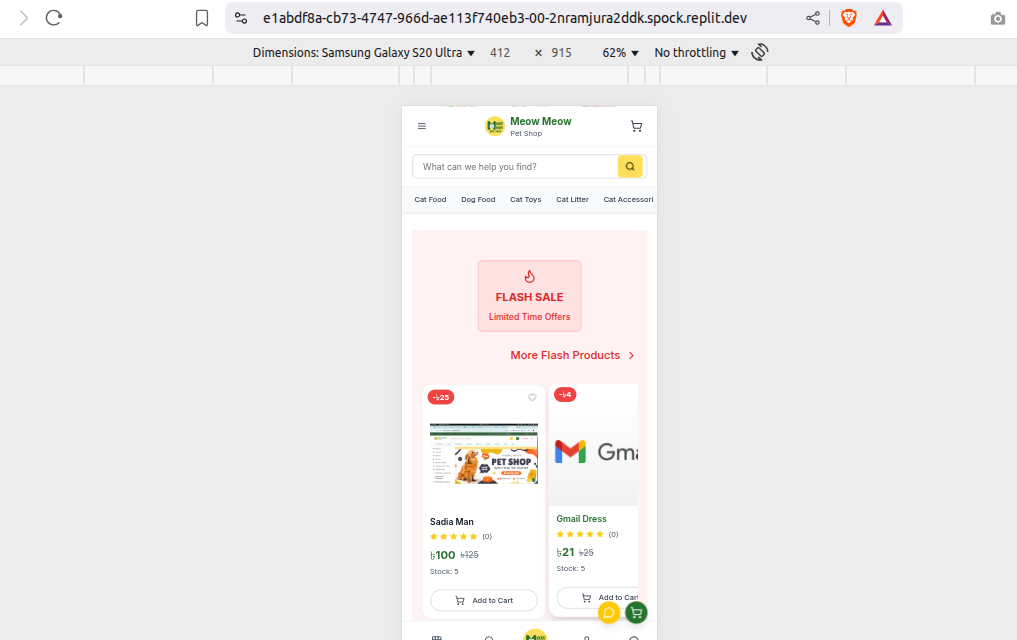 e1abdf8a-cb73-4747-966d-ae113f740eb3-00-2nramjura2ddk.spock.replit.dev
Dimensions: Samsung Galaxy S20 Ultra ▼ 412 × 915 62% ▼ No throttling ▼
Meow Meow
Pet Shop
What can we help you find?
Cat Food Dog Food Cat Toys Cat Litter Cat Accessori
FLASH SALE
Limited Time Offers
More Flash Products
-৳25
-৳4
PET SHOP
Gma
Sadia Man
Gmail Dress
(0)
(0)
৳100 ৳125
৳21 ৳25
Stock: 5
Stock: 5
Add to Cart
Add to Cart